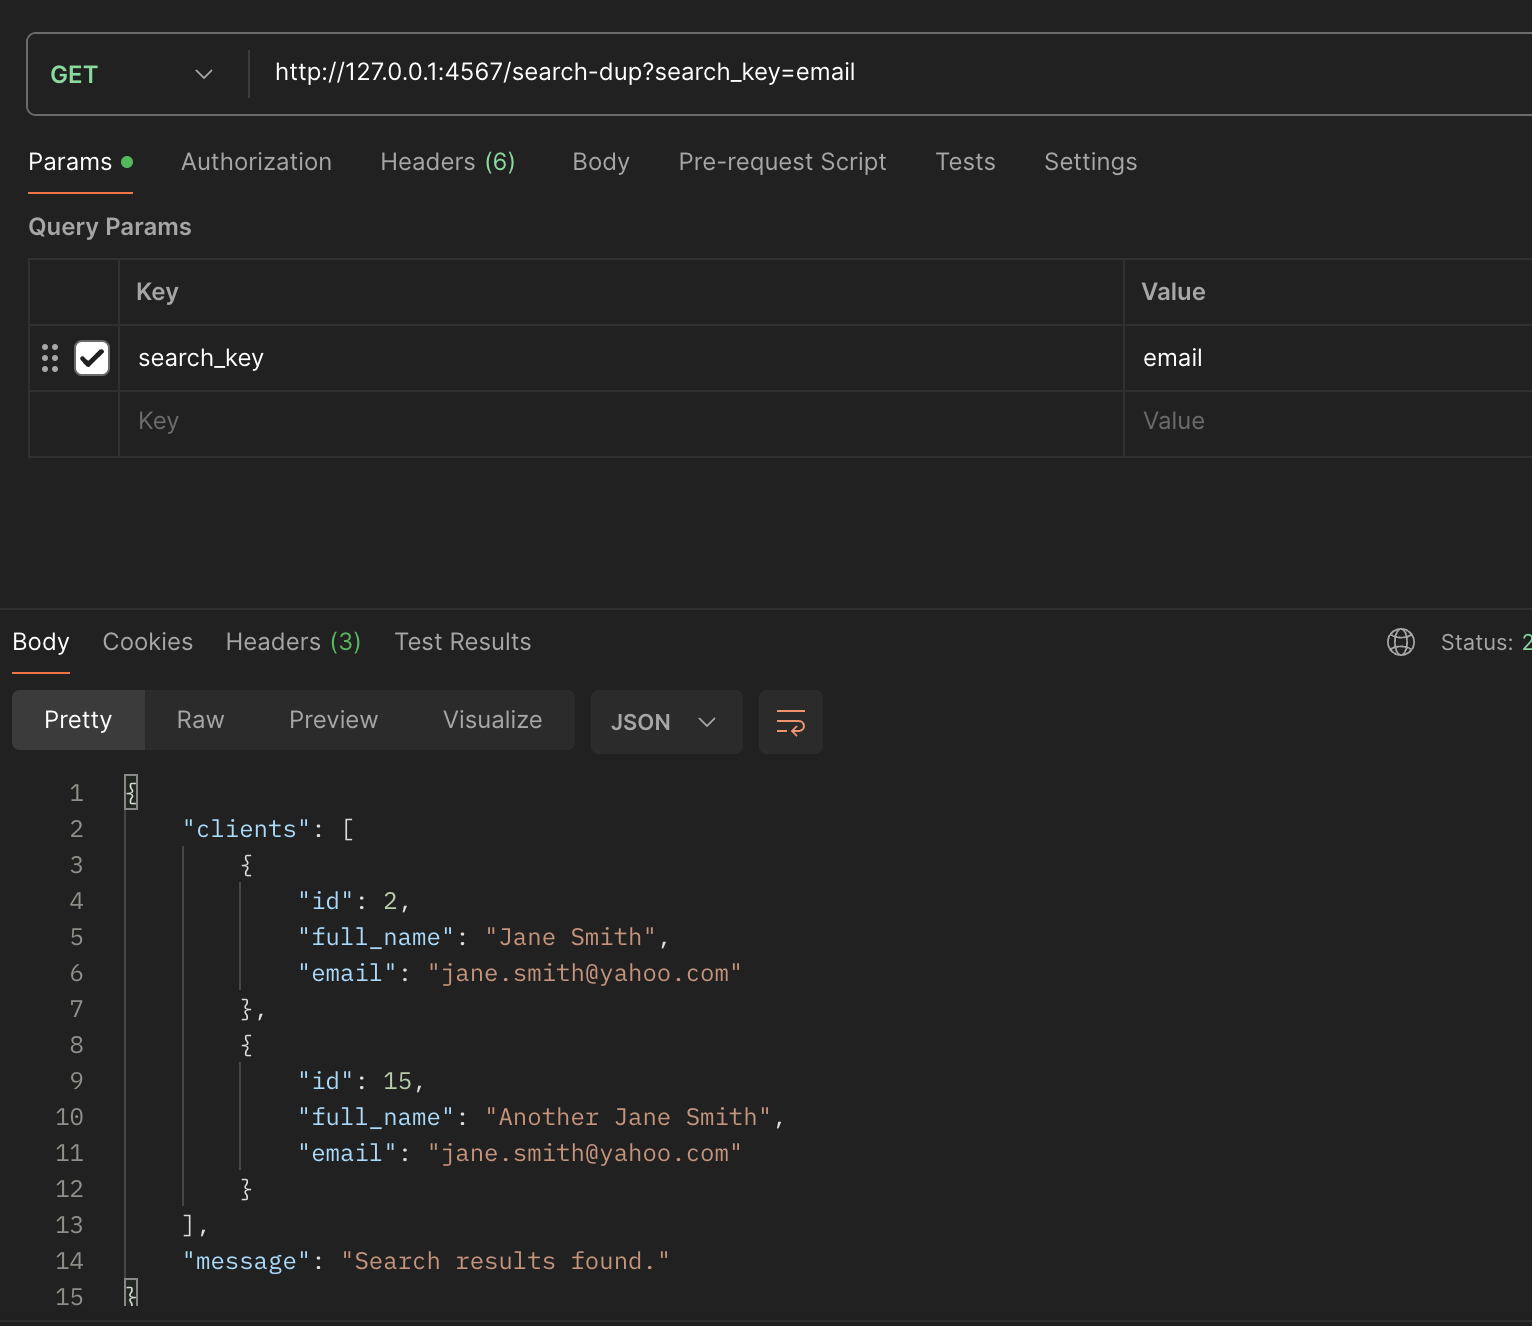 GET http://127.0.0.1:4567/search-dup?search_key=email
Params Authorization Headers (6) Body Pre-request Script Tests Settings
Query Params
Key Value
search_key email
Key Value
Body Cookies Headers (3) Test Results Status: 2
Pretty Raw Preview Visualize JSON
1 {
2 "clients": [
3 {
4 "id": 2,
5 "full_name": "Jane Smith",
6 "email": "jane.smith@yahoo.com"
7 },
8 {
9 "id": 15,
10 "full_name": "Another Jane Smith",
11 "email": "jane.smith@yahoo.com"
12 }
13 ],
14 "message": "Search results found."
15 }